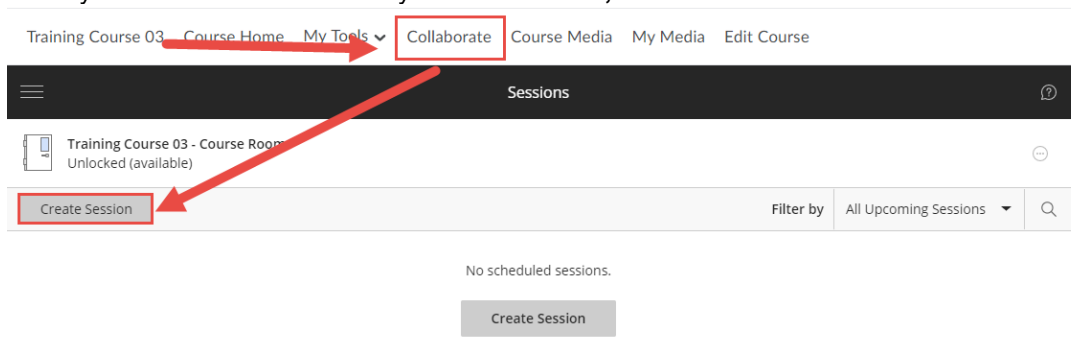 Training Course 03 Course Home My Tools Collaborate Course Media My Media Edit Course
Sessions
Training Course 03 - Course Room
Unlocked (available)
Create Session Filter by All Upcoming Sessions
No scheduled sessions.
Create Session